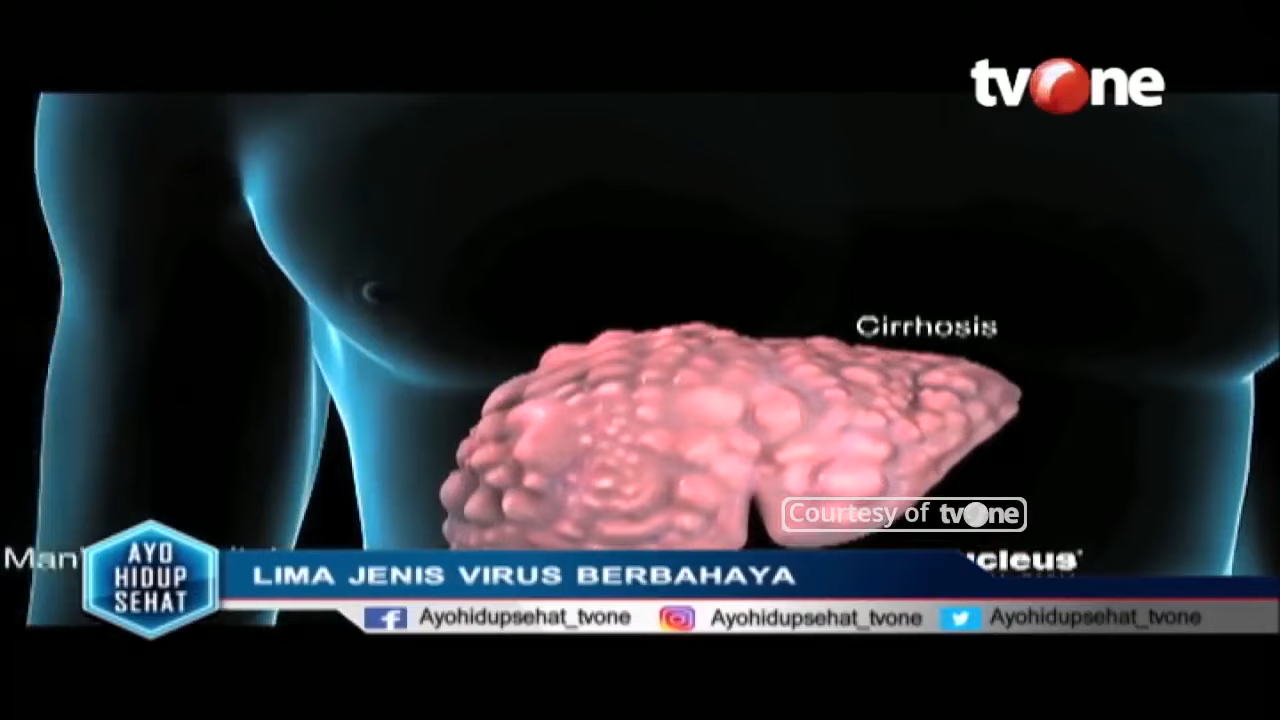 tvOne
Cirrhosis
Courtesy of tvOne
AYO
HIDUP
SEHAT
LIMA JENIS VIRUS BERBAHAYA
Ayohidupsehat_tvone
Ayohidupsehat_tvone
Ayohidupsehat_tvone